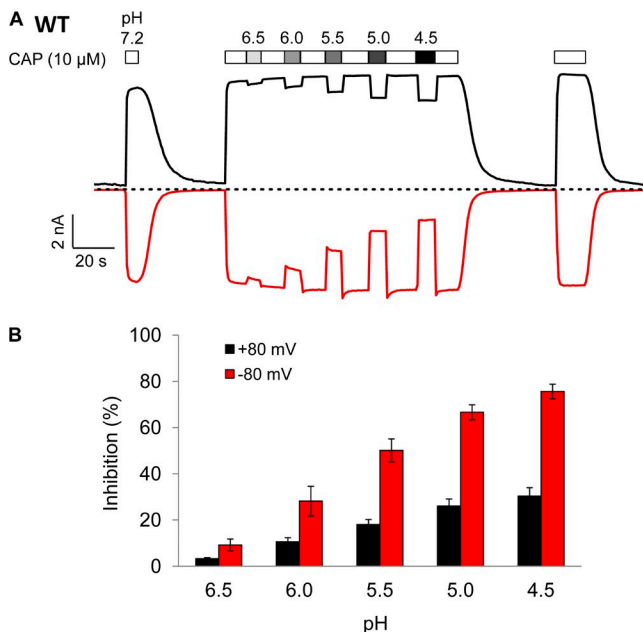 A WT
pH
7.2 6.5 6.0 5.5 5.0 4.5
CAP (10 µM)
2 nA
20 s
B
100
80
60
40
20
0
Inhibition (%)
+80 mV
-80 mV
6.5 6.0 5.5 5.0 4.5
pH